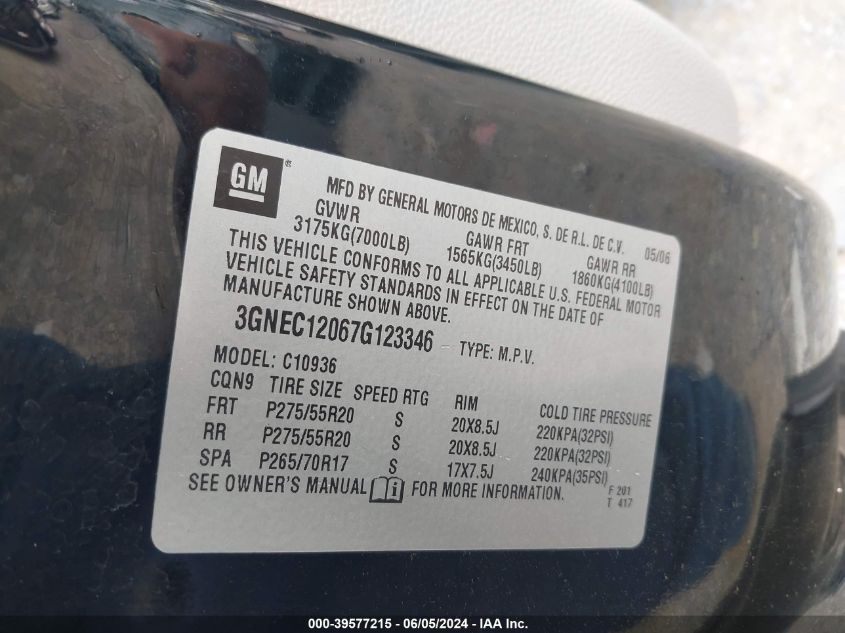 GM ®
MFD BY GENERAL MOTORS DE MEXICO, S. DE R.L. DE C.V. 05/06
GVWR GAWR FRT GAWR RR
3175KG(7000LB) 1565KG(3450LB) 1860KG(4100LB)
THIS VEHICLE CONFORMS TO ALL APPLICABLE U.S. FEDERAL MOTOR
VEHICLE SAFETY STANDARDS IN EFFECT ON THE DATE OF
MANUFACTURE SHOWN ABOVE.
3GNEC12067G123346 TYPE: M.P.V.
MODEL: C10936
CQN9 TIRE SIZE SPEED RTG RIM COLD TIRE PRESSURE
FRT P275/55R20 S 20X8.5J 220KPA(32PSI)
RR P275/55R20 S 20X8.5J 220KPA(32PSI)
SPA P265/70R17 S 17X7.5J 240KPA(35PSI)
SEE OWNER'S MANUAL i FOR MORE INFORMATION.
F 201
T 417
000-39577215 - 06/05/2024 - IAA Inc.